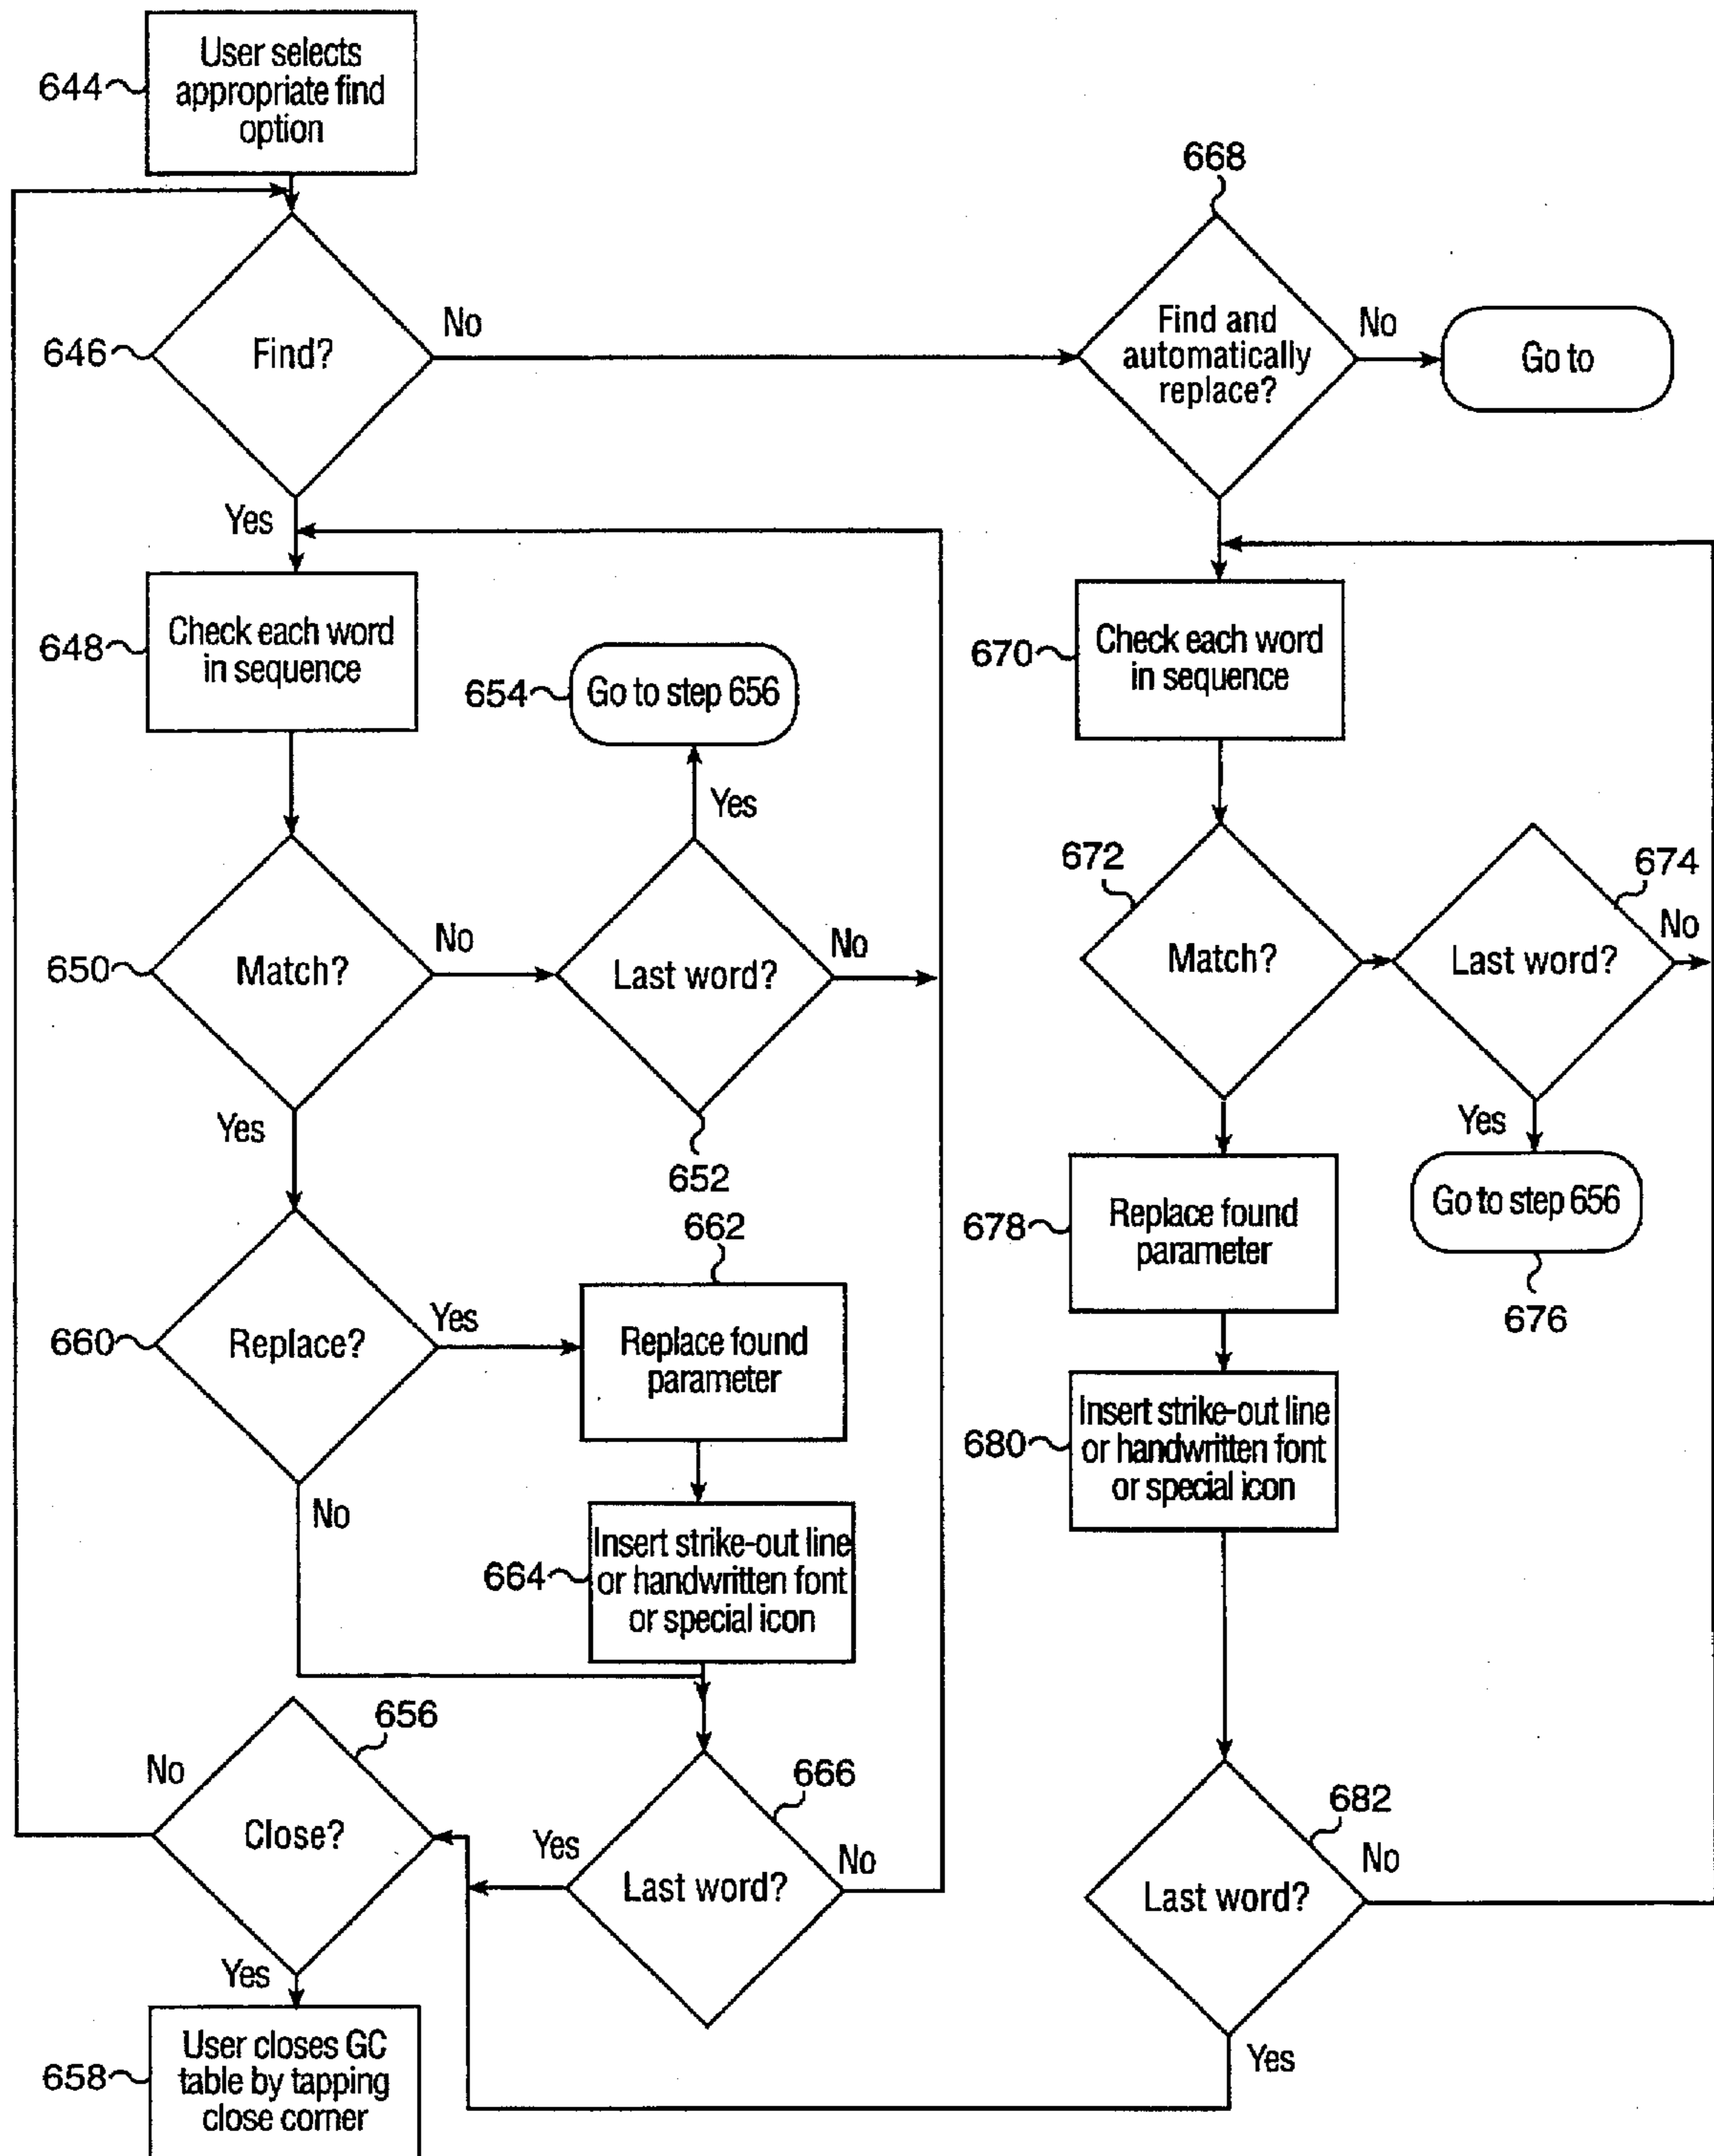 User selects
appropriate find
option
644
668
Find?
No
646
Find and
automatically
replace?
No
Go to
Yes
Check each word
in sequence
648
654
Go to step 656
Yes
Check each word
in sequence
670
650
Match?
No
Last word?
No
652
672
Match?
674
Last word?
No
Yes
Yes
Go to step 656
676
660
Replace?
Yes
No
662
Replace found
parameter
664
Insert strike-out line
or handwritten font
or special icon
678
Replace found
parameter
680
Insert strike-out line
or handwritten font
or special icon
656
No
Close?
Yes
666
Yes
Last word?
No
682
Last word?
No
Yes
658
User closes GC
table by tapping
close corner